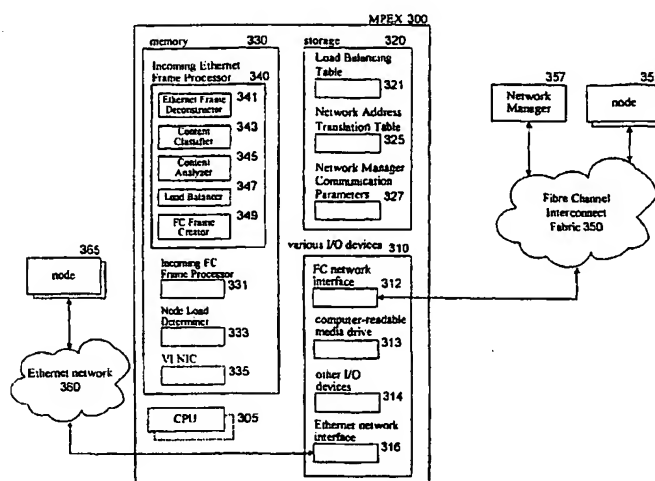 MPEX 300
memory 330
Incoming Ethernet
Frame Processor 340
Ethernet Frame
Deconstructor
341
Content
Classifier
343
Content
Analyzer
345
Load Balancer
347
FC Frame
Creator
349
Incoming FC
Frame Processor
331
Node Load
Determiner
333
VI NIC
335
CPU 305
storage 320
Load Balancing
Table
321
Network Address
Translation Table
325
Network Manager
Communication
Parameters
327
various I/O devices 310
FC network
interface 312
computer-readable
media drive 313
other I/O
devices 314
Ethernet network
interface 316
357
Network
Manager
35
node
Fibre Channel
Interconnect
Fabric 350
365
node
Ethernet network
360